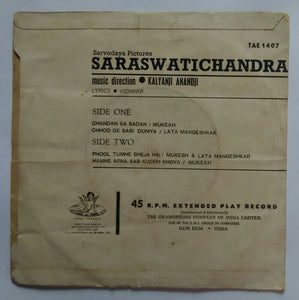 TAE 1407
Sarvodaya Pictures
SARASWATICHANDRA
music direction ● KALYANJI ANANDJI
LYRICS ● INDIWAR
SIDE ONE
CHANDAN SA BADAN / MUKESH
CHHOD DE SARI DUNIYA / LATA MANGESHKAR
SIDE TWO
PHOOL TUMHE BHEJA HAI / MUKESH & LATA MANGESHKAR
HAMNE APNA SAB KUCHH KHOYA / MUKESH
45 R.P.M. EXTENDED PLAY RECORD
THE GRAMOPHONE COMPANY OF INDIA LIMITED.
DUM DUM • INDIA